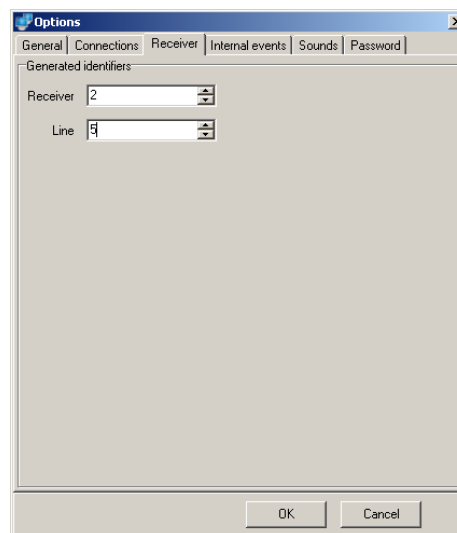 Options
General Connections Receiver Internal events Sounds Password
Generated identifiers
Receiver 2
Line 5
OK Cancel